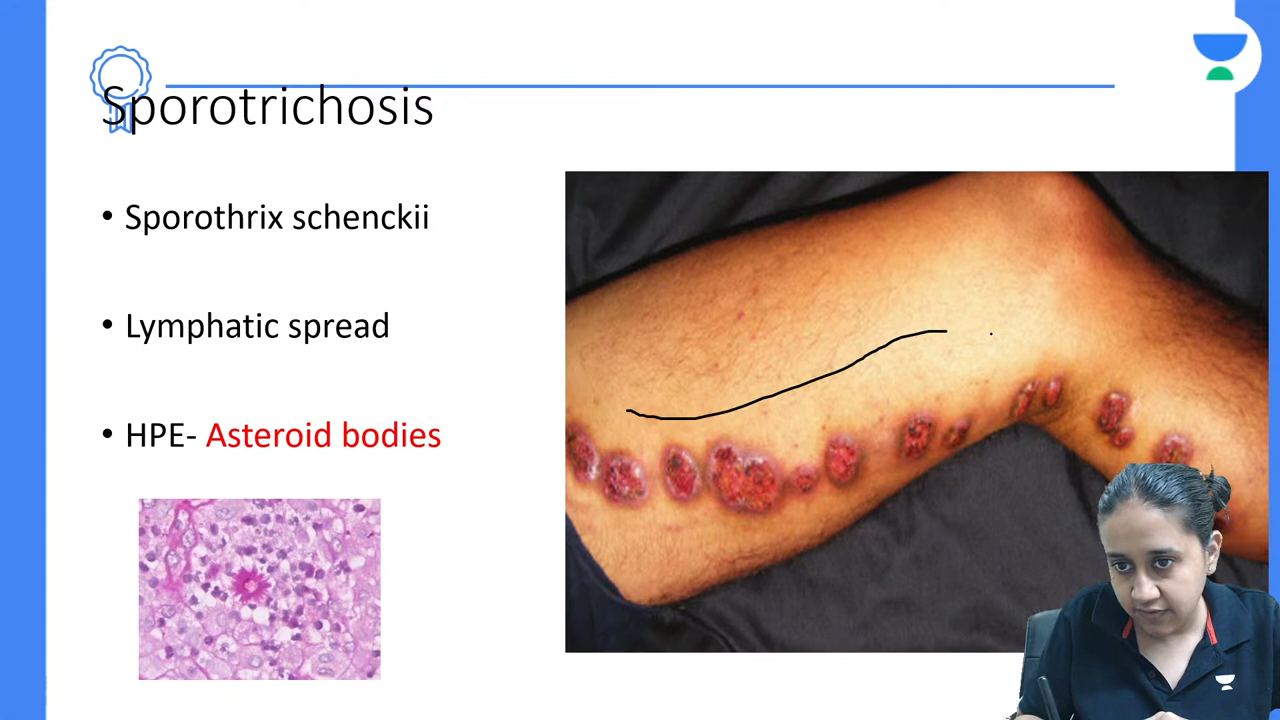 Sporotrichosis
• Sporothrix schenckii
• Lymphatic spread
• HPE- Asteroid bodies